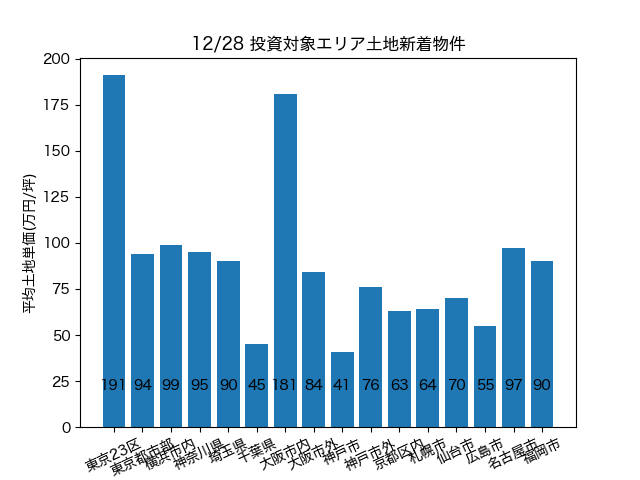 12/28 投資対象エリア土地新着物件
平均土地単価(万円/坪)
200
175
150
125
100
75
50
25
0
191 94 99 95 90 45 181 84 41 76 63 64 70 55 97 90
東京23区
東京都市部
横浜市内
神奈川県
埼玉県
千葉県
大阪市内
大阪市外
神戸市
神戸市外
京都区内
札幌市
仙台市
広島市
名古屋市
福岡市